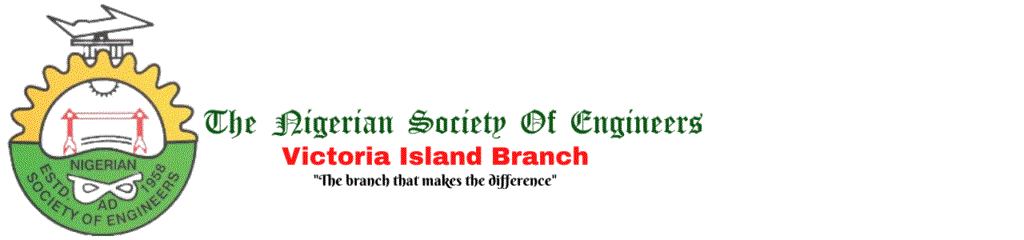 NIGERIAN
ESTD. AD 1958
SOCIETY OF ENGINEERS
The Nigerian Society Of Engineers
Victoria Island Branch
"The branch that makes the difference"